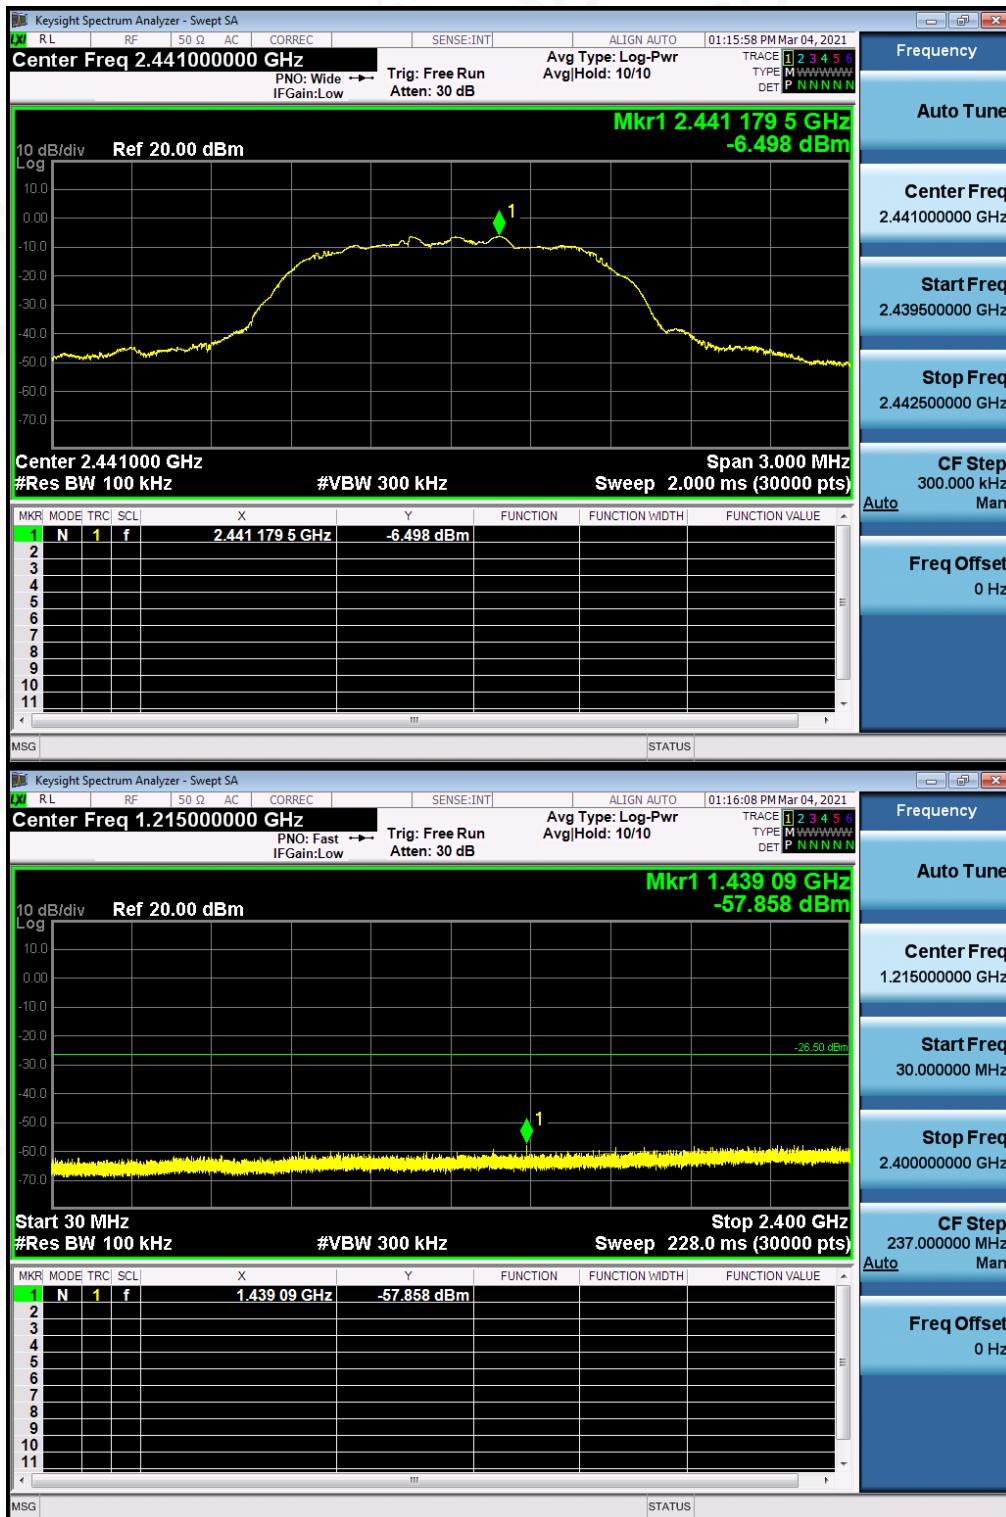 Keysight Spectrum Analyzer - Swept SA
LXI RL RF 50 Ω AC CORREC SENSE:INT ALIGN AUTO 01:15:58 PM Mar 04, 2021
Center Freq 2.441000000 GHz
PNO: Wide
IFGain:Low
Trig: Free Run
Atten: 30 dB
Avg Type: Log-Pwr
Avg|Hold: 10/10
TRACE 1 2 3 4 5 6
TYPE M WWWWW
DET P N N N N N
Mkr1 2.441 179 5 GHz
-6.498 dBm
10 dB/div Ref 20.00 dBm
Log
10.0
0.00
-10.0
-20.0
-30.0
-40.0
-50.0
-60.0
-70.0
1
Center 2.441000 GHz Span 3.000 MHz
#Res BW 100 kHz #VBW 300 kHz Sweep 2.000 ms (30000 pts)
MKR MODE TRC SCL X Y FUNCTION FUNCTION WIDTH FUNCTION VALUE
1 N 1 f 2.441 179 5 GHz -6.498 dBm
2
3
4
5
6
7
8
9
10
11
MSG STATUS
Frequency
Auto Tune
Center Freq
2.441000000 GHz
Start Freq
2.439500000 GHz
Stop Freq
2.442500000 GHz
CF Step
300.000 kHz
Auto Man
Freq Offset
0 Hz
Keysight Spectrum Analyzer - Swept SA
LXI RL RF 50 Ω AC CORREC SENSE:INT ALIGN AUTO 01:16:08 PM Mar 04, 2021
Center Freq 1.215000000 GHz
PNO: Fast
IFGain:Low
Trig: Free Run
Atten: 30 dB
Avg Type: Log-Pwr
Avg|Hold: 10/10
TRACE 1 2 3 4 5 6
TYPE M WWWWW
DET P N N N N N
Mkr1 1.439 09 GHz
-57.858 dBm
10 dB/div Ref 20.00 dBm
Log
10.0
0.00
-10.0
-20.0
-30.0
-40.0
-50.0
-60.0
-70.0
-26.50 dBm
1
Start 30 MHz Stop 2.400 GHz
#Res BW 100 kHz #VBW 300 kHz Sweep 228.0 ms (30000 pts)
MKR MODE TRC SCL X Y FUNCTION FUNCTION WIDTH FUNCTION VALUE
1 N 1 f 1.439 09 GHz -57.858 dBm
2
3
4
5
6
7
8
9
10
11
MSG STATUS
Frequency
Auto Tune
Center Freq
1.215000000 GHz
Start Freq
30.000000 MHz
Stop Freq
2.400000000 GHz
CF Step
237.000000 MHz
Auto Man
Freq Offset
0 Hz